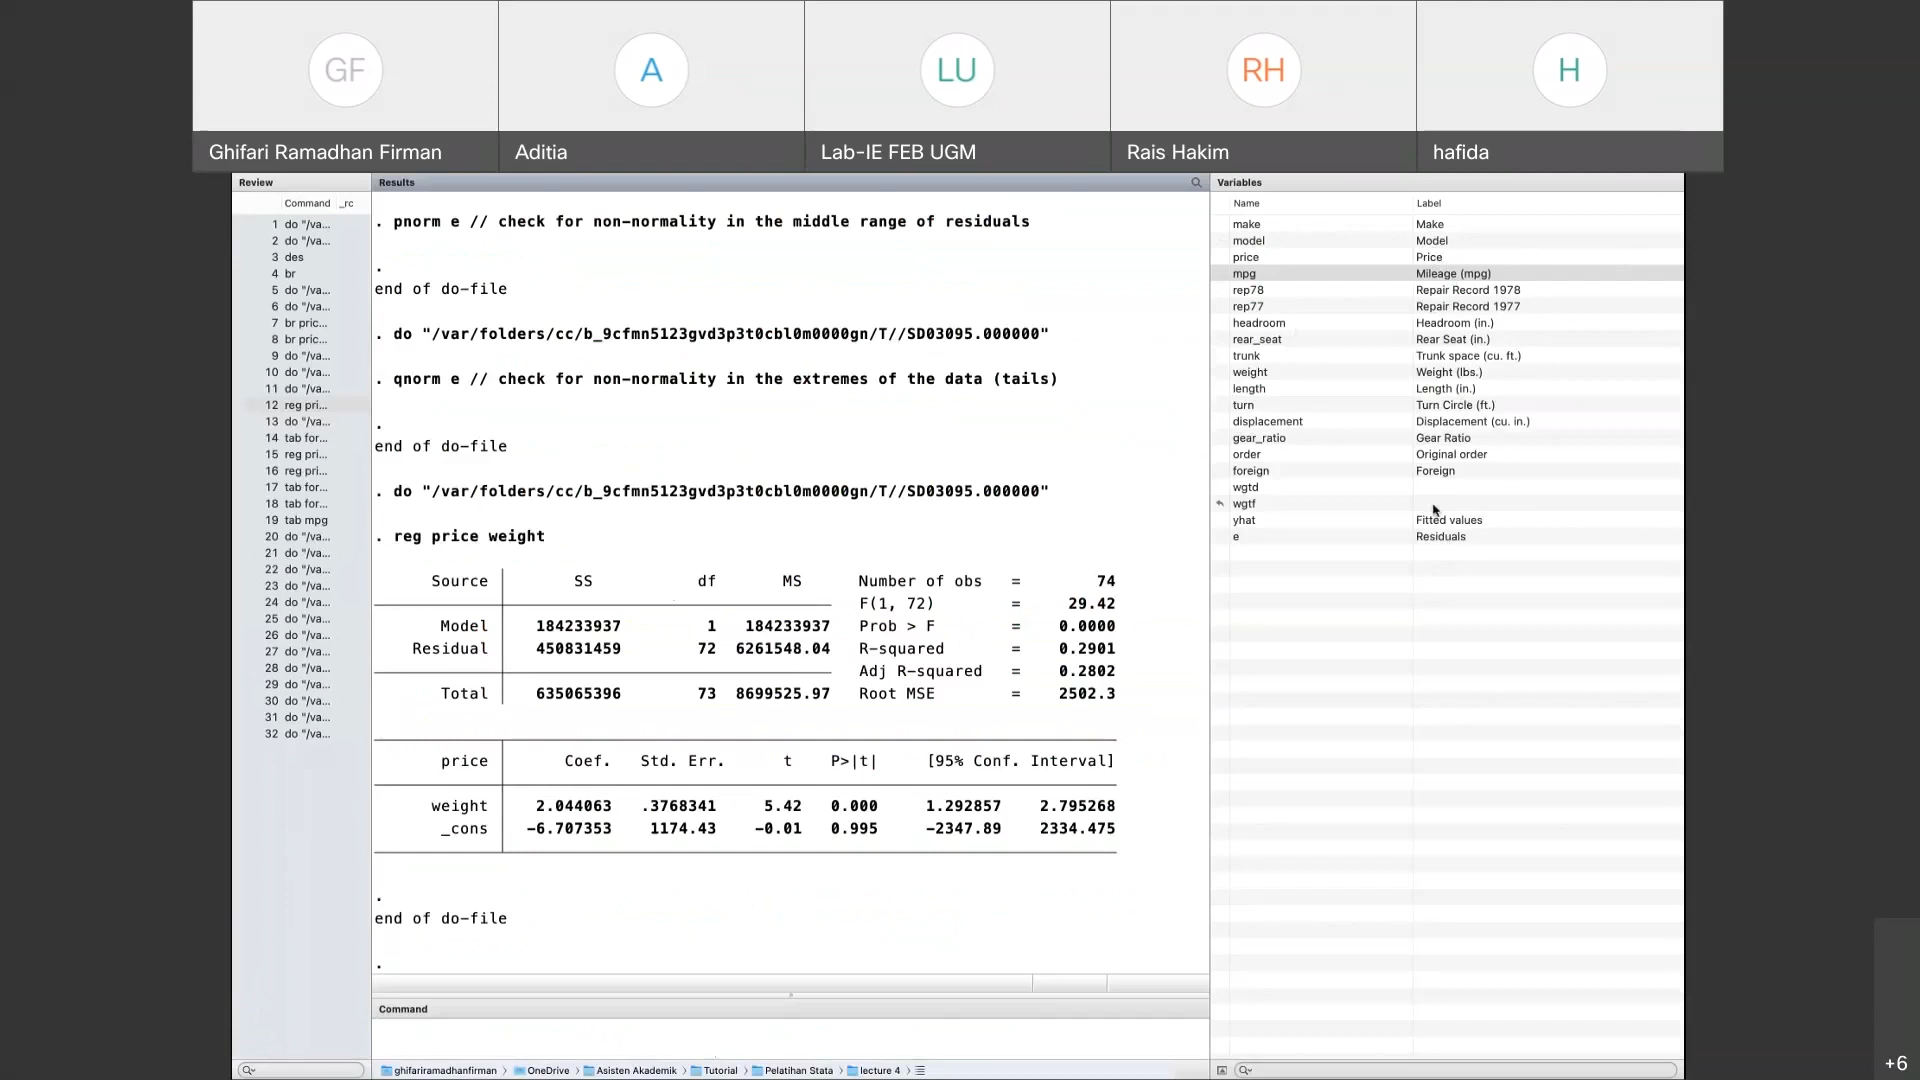 GF
A
LU
RH
H
Ghifari Ramadhan Firman
Aditia
Lab-IE FEB UGM
Rais Hakim
hafida
Review
Command _rc
1 do "/va...
2 do "/va...
3 des
4 br
5 do "/va...
6 do "/va...
7 br pric...
8 br pric...
9 do "/va...
10 do "/va...
11 do "/va...
12 reg pri...
13 do "/va...
14 tab for...
15 reg pri...
16 reg pri...
17 tab for...
18 tab for...
19 tab mpg
20 do "/va...
21 do "/va...
22 do "/va...
23 do "/va...
24 do "/va...
25 do "/va...
26 do "/va...
27 do "/va...
28 do "/va...
29 do "/va...
30 do "/va...
31 do "/va...
32 do "/va...
Results
. pnorm e // check for non-normality in the middle range of residuals
.
end of do-file
. do "/var/folders/cc/b_9cfmn5123gvd3p3t0cbl0m0000gn/T//SD03095.000000"
. qnorm e // check for non-normality in the extremes of the data (tails)
.
end of do-file
. do "/var/folders/cc/b_9cfmn5123gvd3p3t0cbl0m0000gn/T//SD03095.000000"
. reg price weight
Source SS df MS Number of obs = 74
F(1, 72) = 29.42
Model 184233937 1 184233937 Prob > F = 0.0000
Residual 450831459 72 6261548.04 R-squared = 0.2901
Adj R-squared = 0.2802
Total 635065396 73 8699525.97 Root MSE = 2502.3
price Coef. Std. Err. t P>|t| [95% Conf. Interval]
weight 2.044063 .3768341 5.42 0.000 1.292857 2.795268
_cons -6.707353 1174.43 -0.01 0.995 -2347.89 2334.475
.
end of do-file
.
Command
ghifariramadhanfirman > OneDrive > Asisten Akademik > Tutorial > Pelatihan Stata > lecture 4 >
Variables
Name Label
make Make
model Model
price Price
mpg Mileage (mpg)
rep78 Repair Record 1978
rep77 Repair Record 1977
headroom Headroom (in.)
rear_seat Rear Seat (in.)
trunk Trunk space (cu. ft.)
weight Weight (lbs.)
length Length (in.)
turn Turn Circle (ft.)
displacement Displacement (cu. in.)
gear_ratio Gear Ratio
order Original order
foreign Foreign
wgtd
wgtf
yhat Fitted values
e Residuals
+6